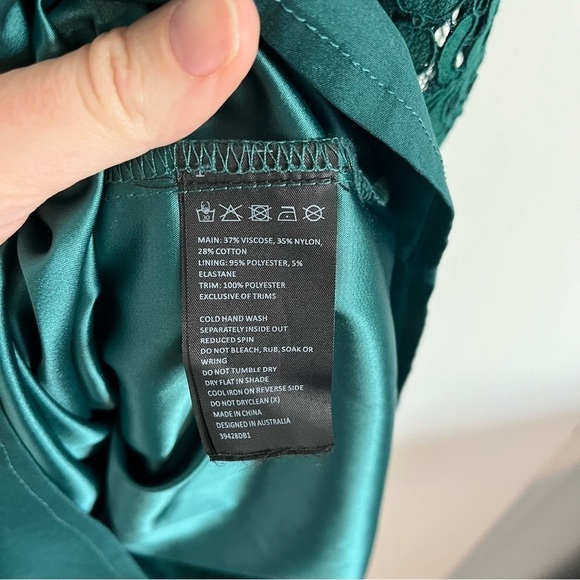 MAIN: 37% VISCOSE, 35% NYLON,
28% COTTON
LINING: 95% POLYESTER, 5%
ELASTANE
TRIM: 100% POLYESTER
EXCLUSIVE OF TRIMS
COLD HAND WASH
SEPARATELY INSIDE OUT
REDUCED SPIN
DO NOT BLEACH, RUB, SOAK OR
WRING
DO NOT TUMBLE DRY
DRY FLAT IN SHADE
COOL IRON ON REVERSE SIDE
DO NOT DRYCLEAN (X)
MADE IN CHINA
DESIGNED IN AUSTRALIA
39428DB1